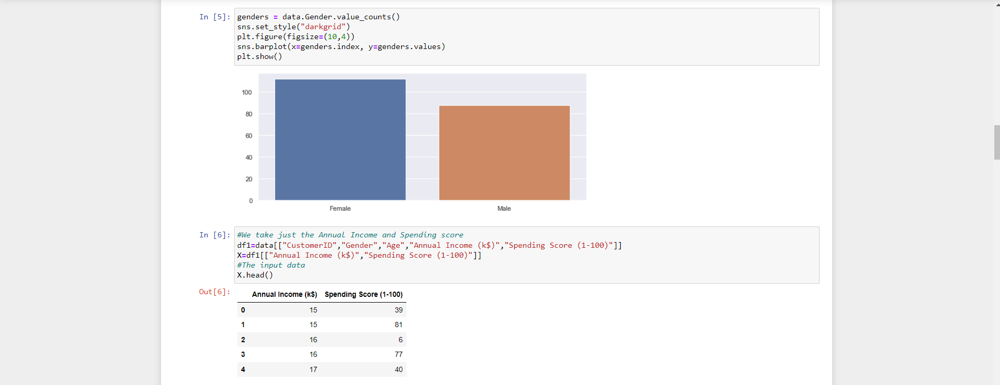 In [5]: genders = data.Gender.value_counts()
sns.set_style("darkgrid")
plt.figure(figsize=(10,4))
sns.barplot(x=genders.index, y=genders.values)
plt.show()
100
80
60
40
20
0
Female Male
In [6]: #We take just the Annual Income and Spending score
df1=data[["CustomerID","Gender","Age","Annual Income (k$)","Spending Score (1-100)"]]
X=df1[["Annual Income (k$)","Spending Score (1-100)"]]
#The input data
X.head()
Out[6]: Annual Income (k$) Spending Score (1-100)
0 15 39
1 15 81
2 16 6
3 16 77
4 17 40